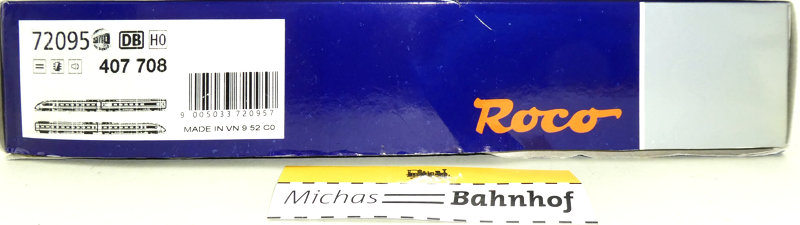 72095 DB H0
407 708
9 005033 720957
MADE IN VN 9 52 C0
Roco
Michas Bahnhof